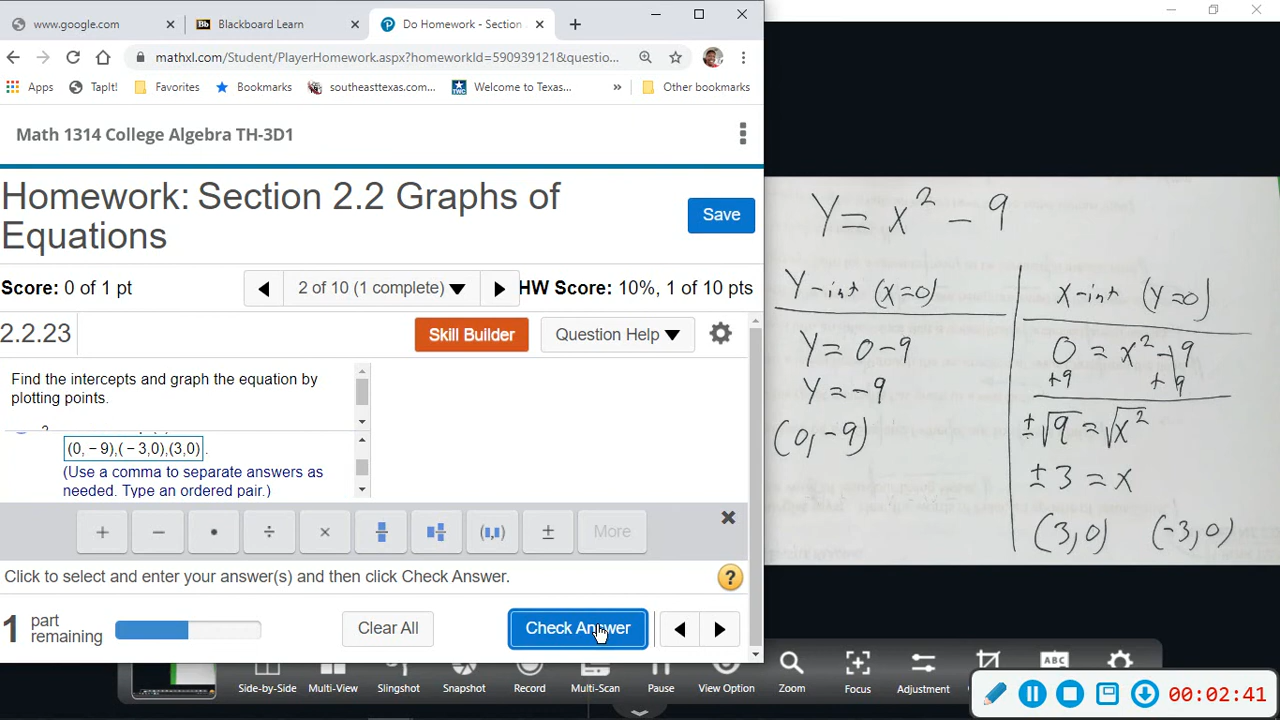 www.google.com
Blackboard Learn
Do Homework - Section
mathxl.com/Student/PlayerHomework.aspx?homeworkId=590939121&questio...
Apps
TapIt!
Favorites
Bookmarks
southeasttexas.com...
Welcome to Texas...
»
Other bookmarks
Math 1314 College Algebra TH-3D1
Homework: Section 2.2 Graphs of
Equations
Save
Score: 0 of 1 pt
2 of 10 (1 complete)
HW Score: 10%, 1 of 10 pts
2.2.23
Skill Builder
Question Help
Find the intercepts and graph the equation by
plotting points.
(0, − 9),( − 3,0),(3,0).
(Use a comma to separate answers as
needed. Type an ordered pair.)
+ − • ÷ × (,) ± More
Click to select and enter your answer(s) and then click Check Answer.
?
1 part
remaining
Clear All
Check Answer
Y = x² − 9
Y-int (x=0)
Y = 0 − 9
Y = −9
(0, −9)
X-int (Y=0)
0 = x² − 9
+9 +9
±√9 = √x²
±3 = x
(3,0) (-3,0)
Side-by-Side
Multi-View
Slingshot
Snapshot
Record
Multi-Scan
Pause
View Option
Zoom
Focus
Adjustment
ABC
00:02:41